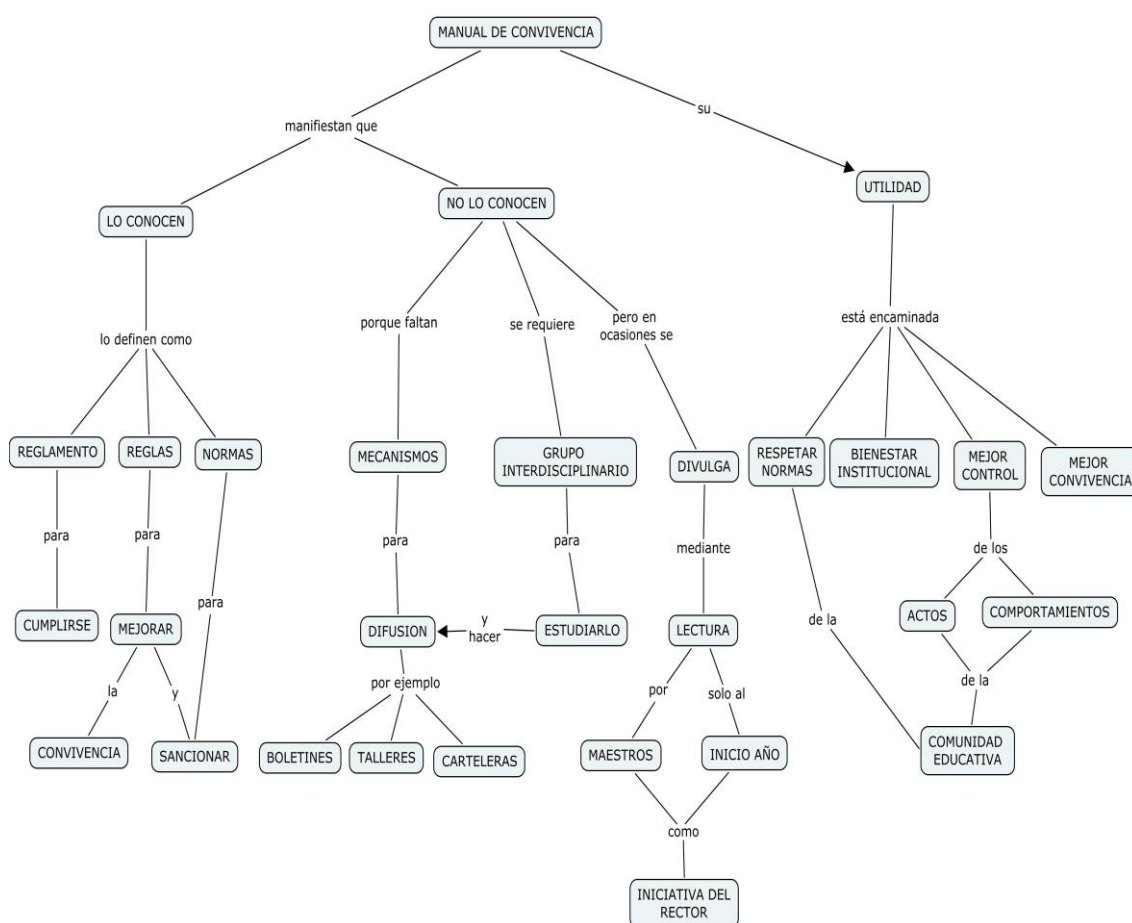 MANUAL DE CONVIVENCIA
manifiestan que
su
LO CONOCEN
NO LO CONOCEN
UTILIDAD
lo definen como
porque faltan
se requiere
pero en
ocasiones se
está encaminada
REGLAMENTO
REGLAS
NORMAS
MECANISMOS
GRUPO
INTERDISCIPLINARIO
DIVULGA
RESPETAR
NORMAS
BIENESTAR
INSTITUCIONAL
MEJOR
CONTROL
MEJOR
CONVIVENCIA
para
para
para
para
para
mediante
de los
de la
CUMPLIRSE
MEJORAR
DIFUSION
y
hacer
ESTUDIARLO
LECTURA
ACTOS
COMPORTAMIENTOS
la
y
por ejemplo
por
solo al
de la
CONVIVENCIA
SANCIONAR
BOLETINES
TALLERES
CARTELERAS
MAESTROS
INICIO AÑO
COMUNIDAD
EDUCATIVA
como
INICIATIVA DEL
RECTOR